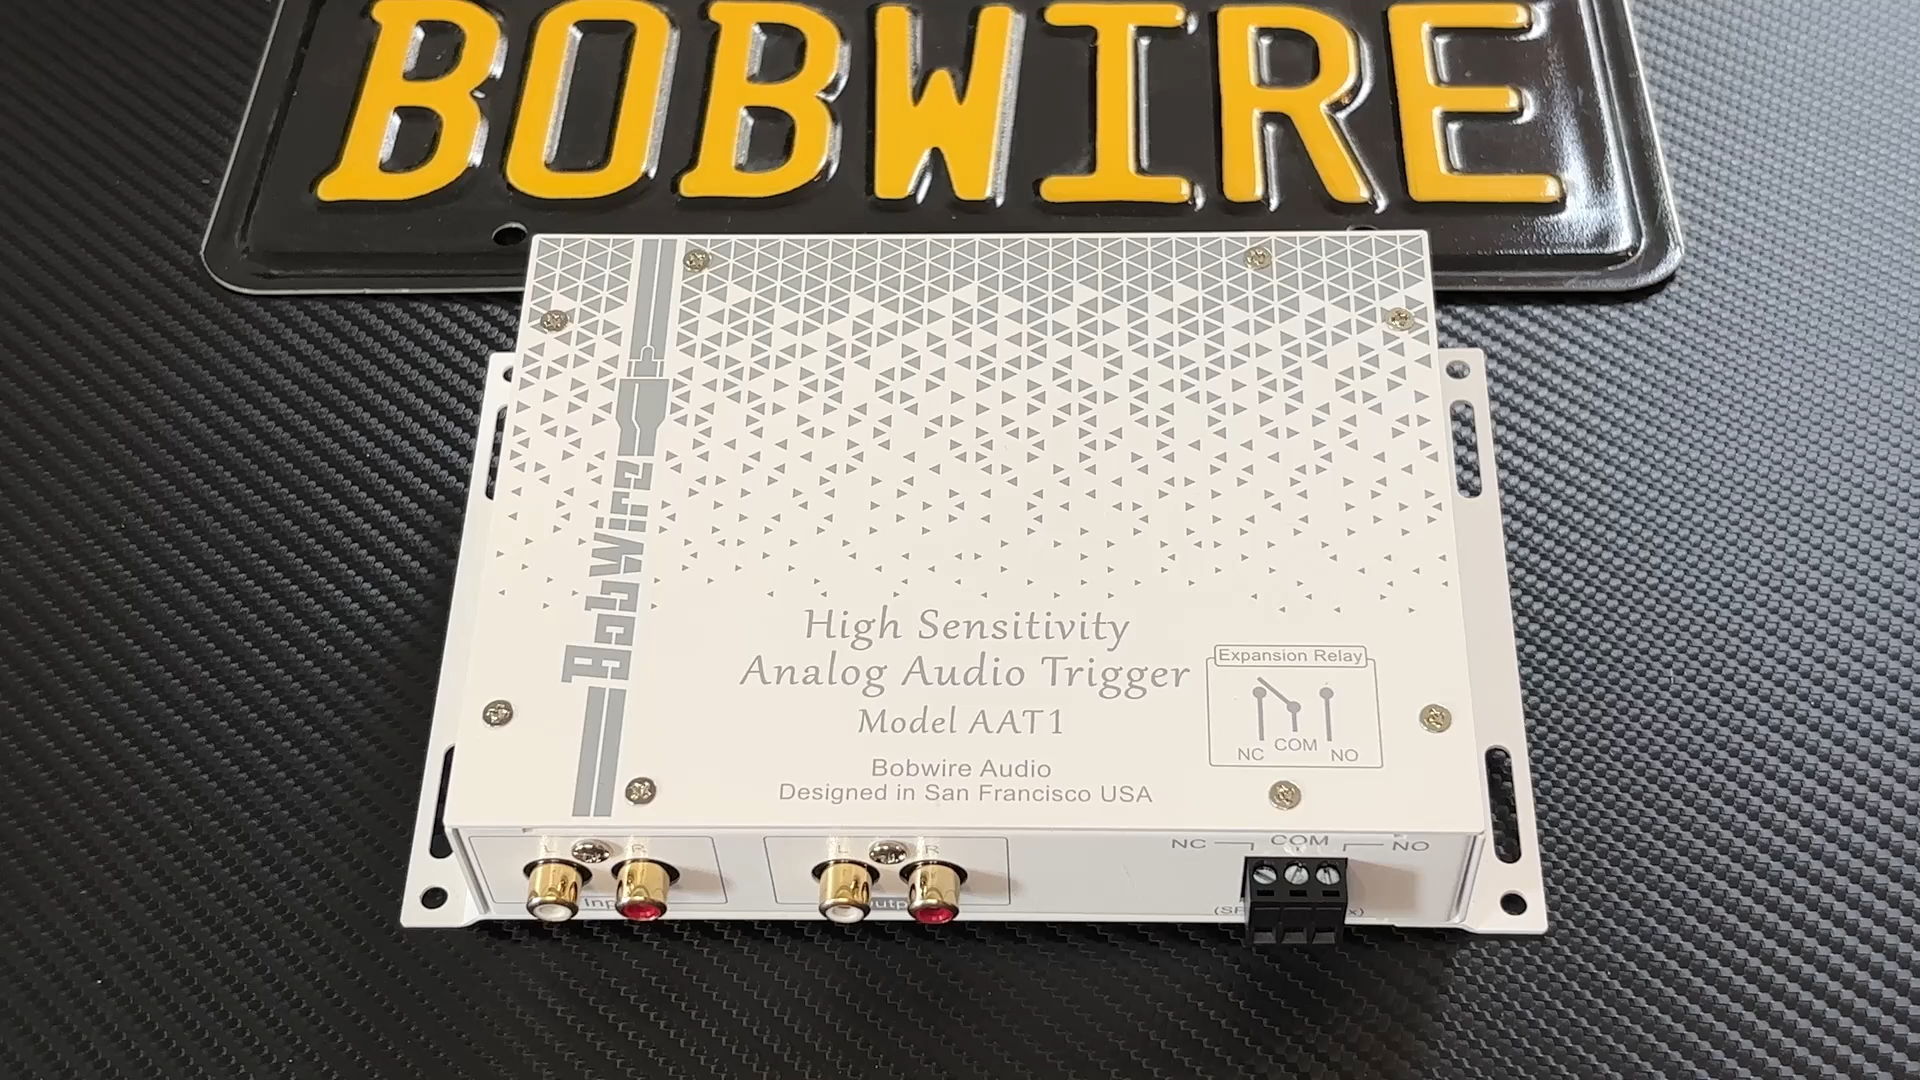 BOBWIRE
BobWire
High Sensitivity
Analog Audio Trigger
Model AAT1
Bobwire Audio
Designed in San Francisco USA
Expansion Relay
NC COM NO
L R
L R
NC COM NO